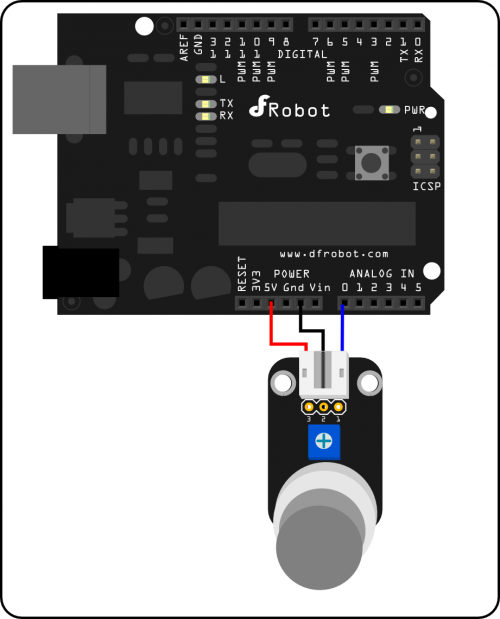 AREF
GND
13
12
11
10
9
8
7
6
5
4
3
2
1
0
PWM
PWM
PWM
DIGITAL
PWM
PWM
PWM
TX
RX
L
TX
RX
DFRobot
PWR
1
ICSP
www.dfrobot.com
RESET
3V3
POWER
5V Gnd Vin
ANALOG IN
0 1 2 3 4 5
3 2 1